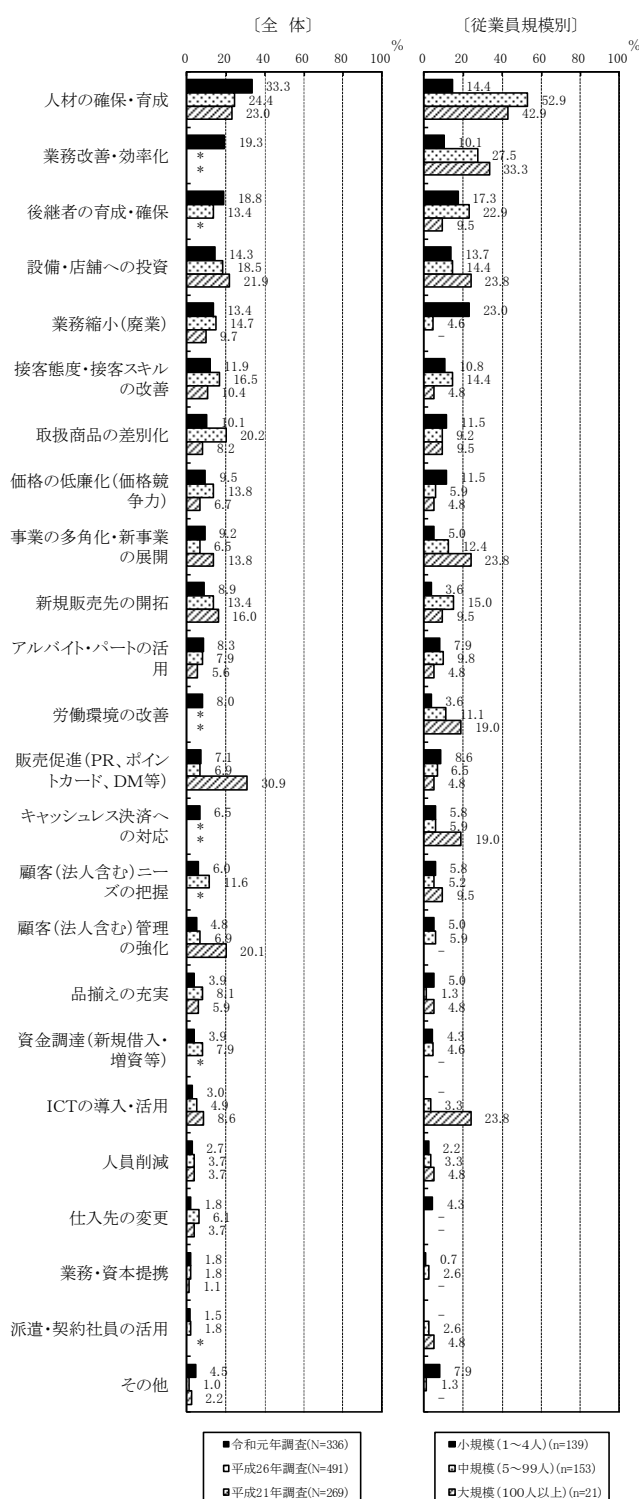 〔全 体〕 〔従業員規模別〕
% %
0 20 40 60 80 100 0 20 40 60 80 100
人材の確保・育成
33.3 14.4
24.4 52.9
23.0 42.9
業務改善・効率化
19.3 10.1
* 27.5
* 33.3
後継者の育成・確保
18.8 17.3
13.4 22.9
* 9.5
設備・店舗への投資
14.3 13.7
18.5 14.4
21.9 23.8
業務縮小(廃業)
13.4 23.0
14.7 4.6
9.7 -
接客態度・接客スキル
の改善
11.9 10.8
16.5 14.4
10.4 4.8
取扱商品の差別化
10.1 11.5
20.2 9.2
8.2 9.5
価格の低廉化(価格競
争力)
9.5 11.5
13.8 5.9
6.7 4.8
事業の多角化・新事業
の展開
9.2 5.0
6.5 12.4
13.8 23.8
新規販売先の開拓
8.9 3.6
13.4 15.0
16.0 9.5
アルバイト・パートの活
用
8.3 7.9
7.9 9.8
5.6 4.8
労働環境の改善
8.0 3.6
* 11.1
* 19.0
販売促進(PR、ポイン
トカード、DM等)
7.1 8.6
6.9 6.5
30.9 4.8
キャッシュレス決済へ
の対応
6.5 5.8
* 5.9
* 19.0
顧客(法人含む)ニー
ズの把握
6.0 5.8
11.6 5.2
* 9.5
顧客(法人含む)管理
の強化
4.8 5.0
6.9 5.9
20.1 -
品揃えの充実
3.9 5.0
8.1 1.3
5.9 4.8
資金調達(新規借入・
増資等)
3.9 4.3
7.9 4.6
* -
ICTの導入・活用
3.0 -
4.9 3.3
8.6 23.8
人員削減
2.7 2.2
3.7 3.3
3.7 4.8
仕入先の変更
1.8 4.3
6.1 -
3.7 -
業務・資本提携
1.8 0.7
1.8 2.6
1.1 -
派遣・契約社員の活用
1.5 -
1.8 2.6
* 4.8
その他
4.5 7.9
1.0 1.3
2.2 -
令和元年調査(N=336) 小規模(1～4人)(n=139)
平成26年調査(N=491) 中規模(5～99人)(n=153)
平成21年調査(N=269) 大規模(100人以上)(n=21)